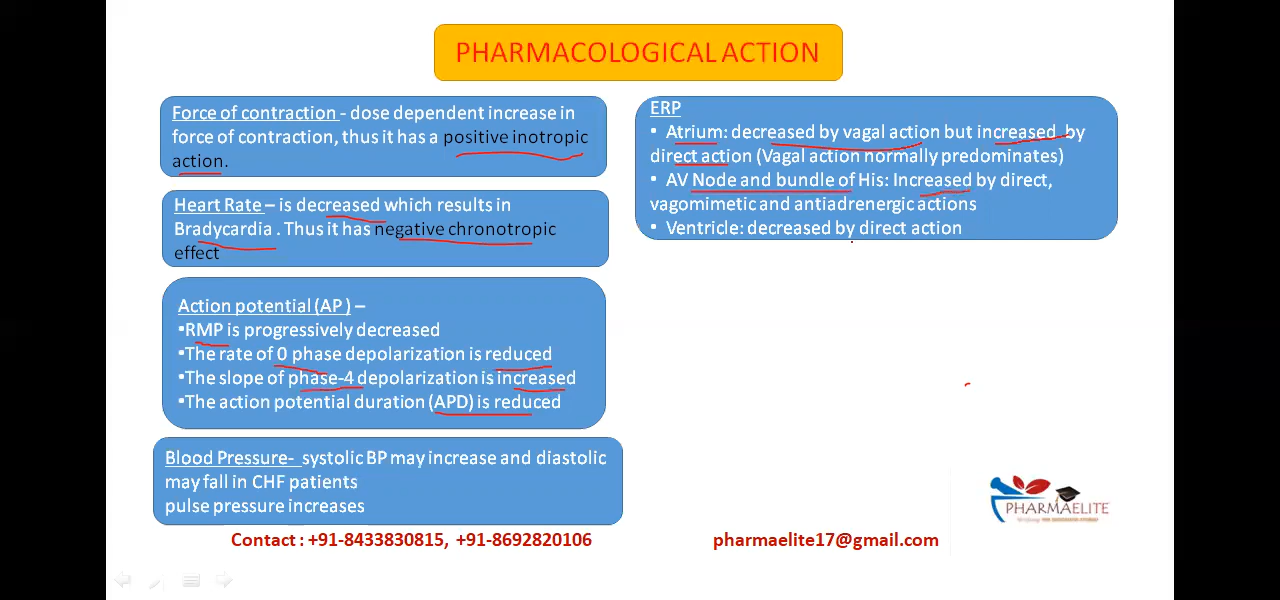 PHARMACOLOGICAL ACTION
Force of contraction - dose dependent increase in
force of contraction, thus it has a positive inotropic
action.
Heart Rate – is decreased which results in
Bradycardia . Thus it has negative chronotropic
effect
Action potential (AP ) –
•RMP is progressively decreased
•The rate of 0 phase depolarization is reduced
•The slope of phase-4 depolarization is increased
•The action potential duration (APD) is reduced
Blood Pressure- systolic BP may increase and diastolic
may fall in CHF patients
pulse pressure increases
ERP
• Atrium: decreased by vagal action but increased by
direct action (Vagal action normally predominates)
• AV Node and bundle of His: Increased by direct,
vagomimetic and antiadrenergic actions
• Ventricle: decreased by direct action
PHARMAELITE
Contact : +91-8433830815, +91-8692820106
pharmaelite17@gmail.com